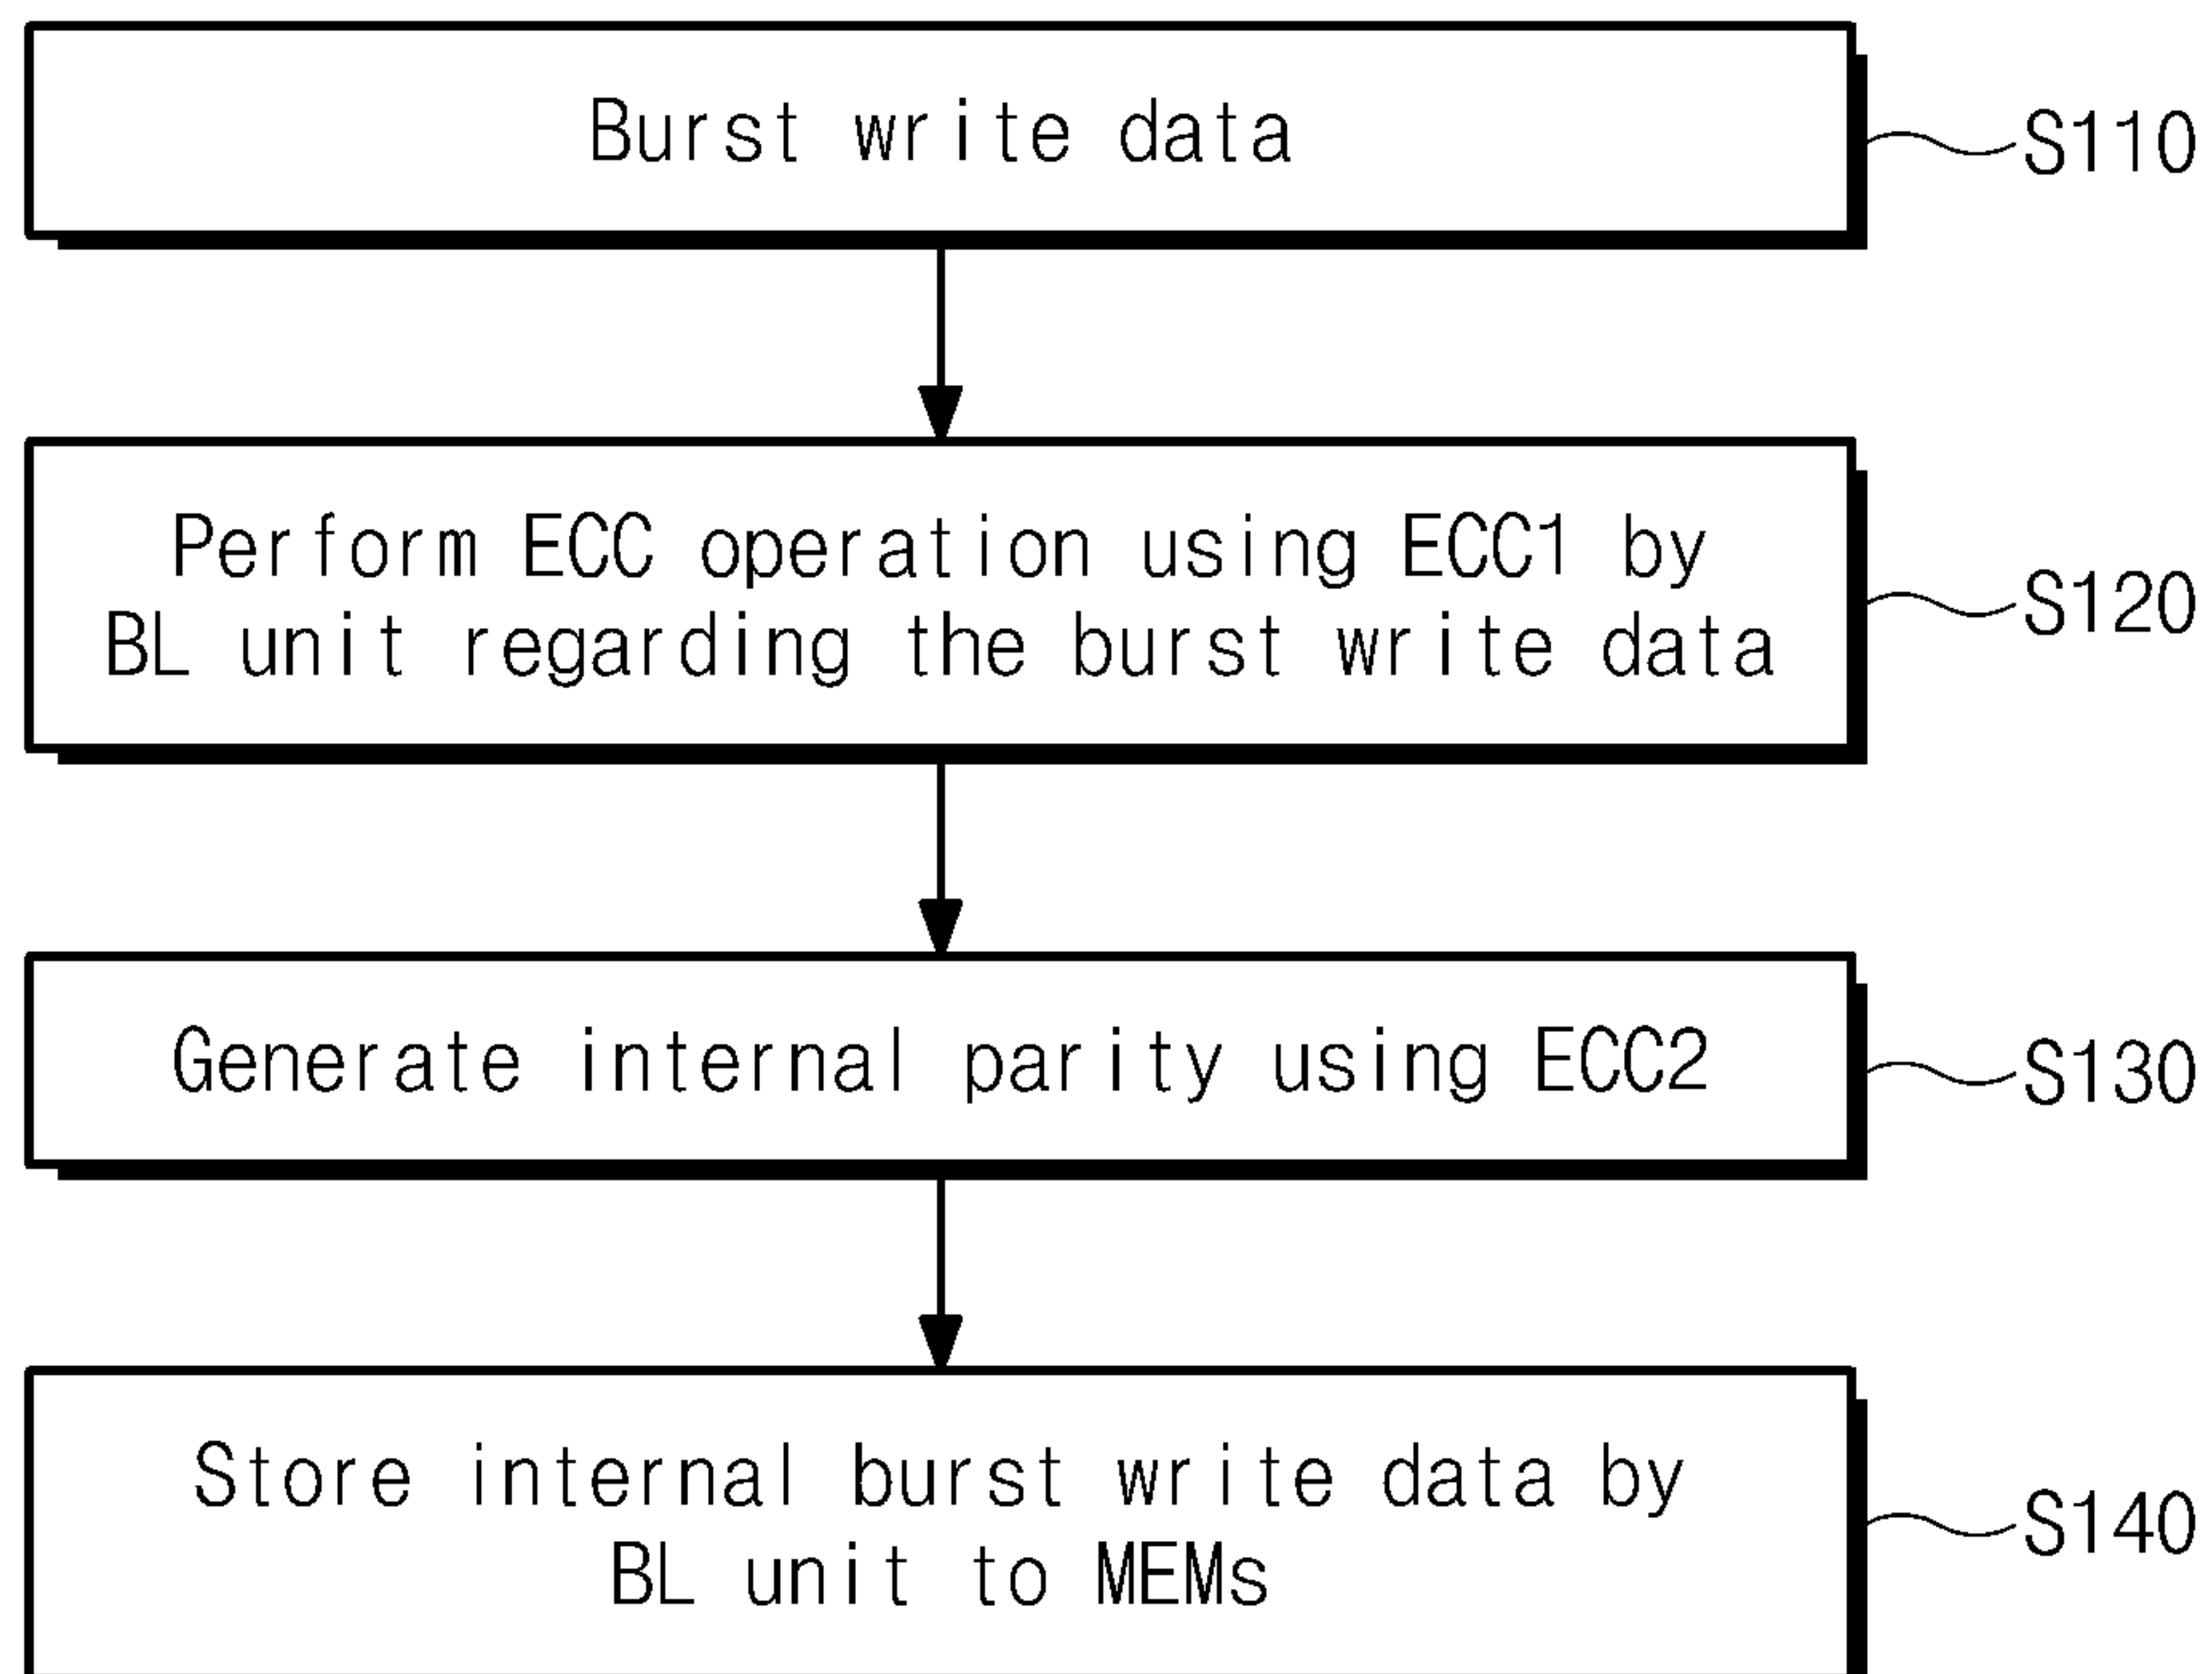 Burst write data
S110
Perform ECC operation using ECC1 by
BL unit regarding the burst write data
S120
Generate internal parity using ECC2
S130
Store internal burst write data by
BL unit to MEMs
S140